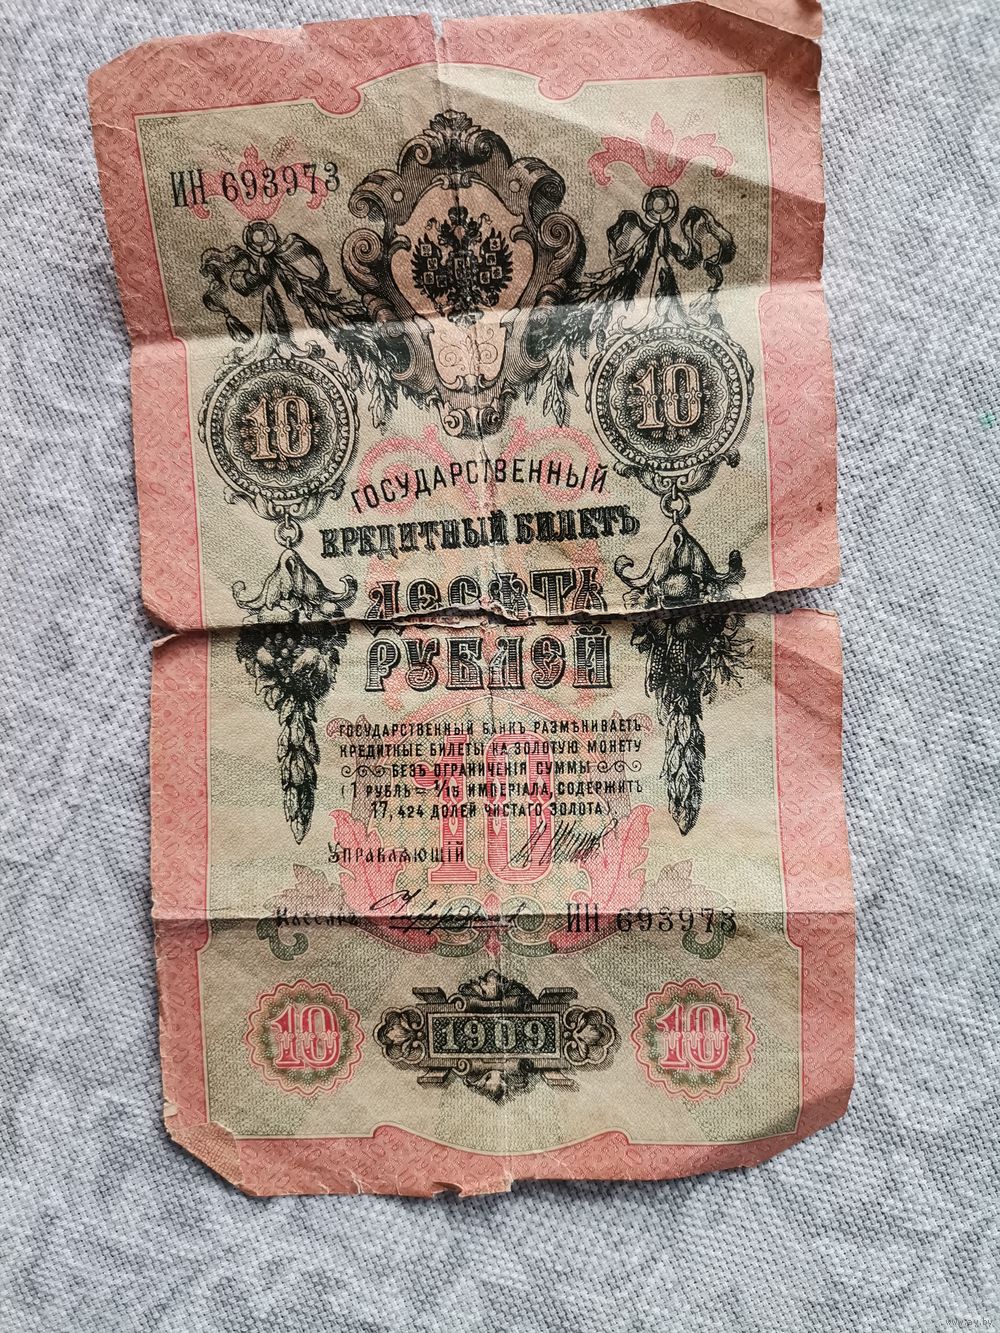 ИН 693973
10 10
ГОСУДАРСТВЕННЫЙ
КРЕДИТНЫЙ БИЛЕТЪ
ДЕСЯТЬ
РУБЛЕЙ
ГОСУДАРСТВЕННЫЙ БАНКЪ РАЗМѢНИВАЕТЪ
КРЕДИТНЫЕ БИЛЕТЫ НА ЗОЛОТУЮ МОНЕТУ
БЕЗЪ ОГРАНИЧЕНІЯ СУММЫ
(1 РУБЛЬ = 1/15 ИМПЕРІАЛА, СОДЕРЖИТЪ
17,424 ДОЛЕЙ ЧИСТАГО ЗОЛОТА)
10
УПРАВЛЯЮЩІЙ
КАССИРЪ
ИН 693973
10 1909 10